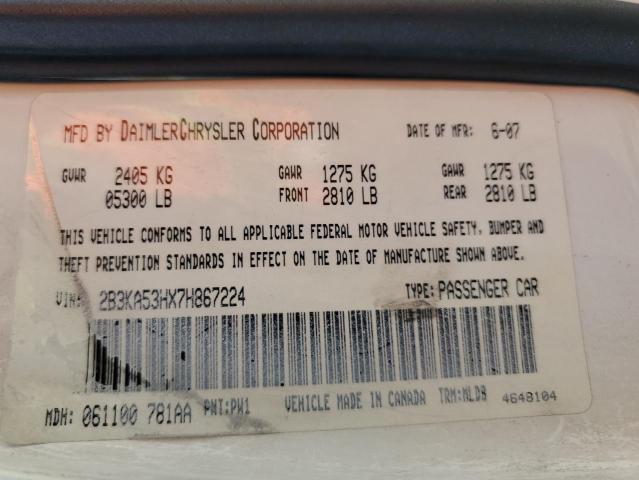 MFD BY DAIMLERCHRYSLER CORPORATION DATE OF MFR: 6-07
GVWR 2405 KG GAWR 1275 KG GAWR 1275 KG
05300 LB FRONT 2810 LB REAR 2810 LB
THIS VEHICLE CONFORMS TO ALL APPLICABLE FEDERAL MOTOR VEHICLE SAFETY, BUMPER AND
THEFT PREVENTION STANDARDS IN EFFECT ON THE DATE OF MANUFACTURE SHOWN ABOVE.
VIN: 2B3KA53HX7H867224 TYPE: PASSENGER CAR
MDH: 061100 781AA PNT: PW1 VEHICLE MADE IN CANADA TRM: MLD9 4648104